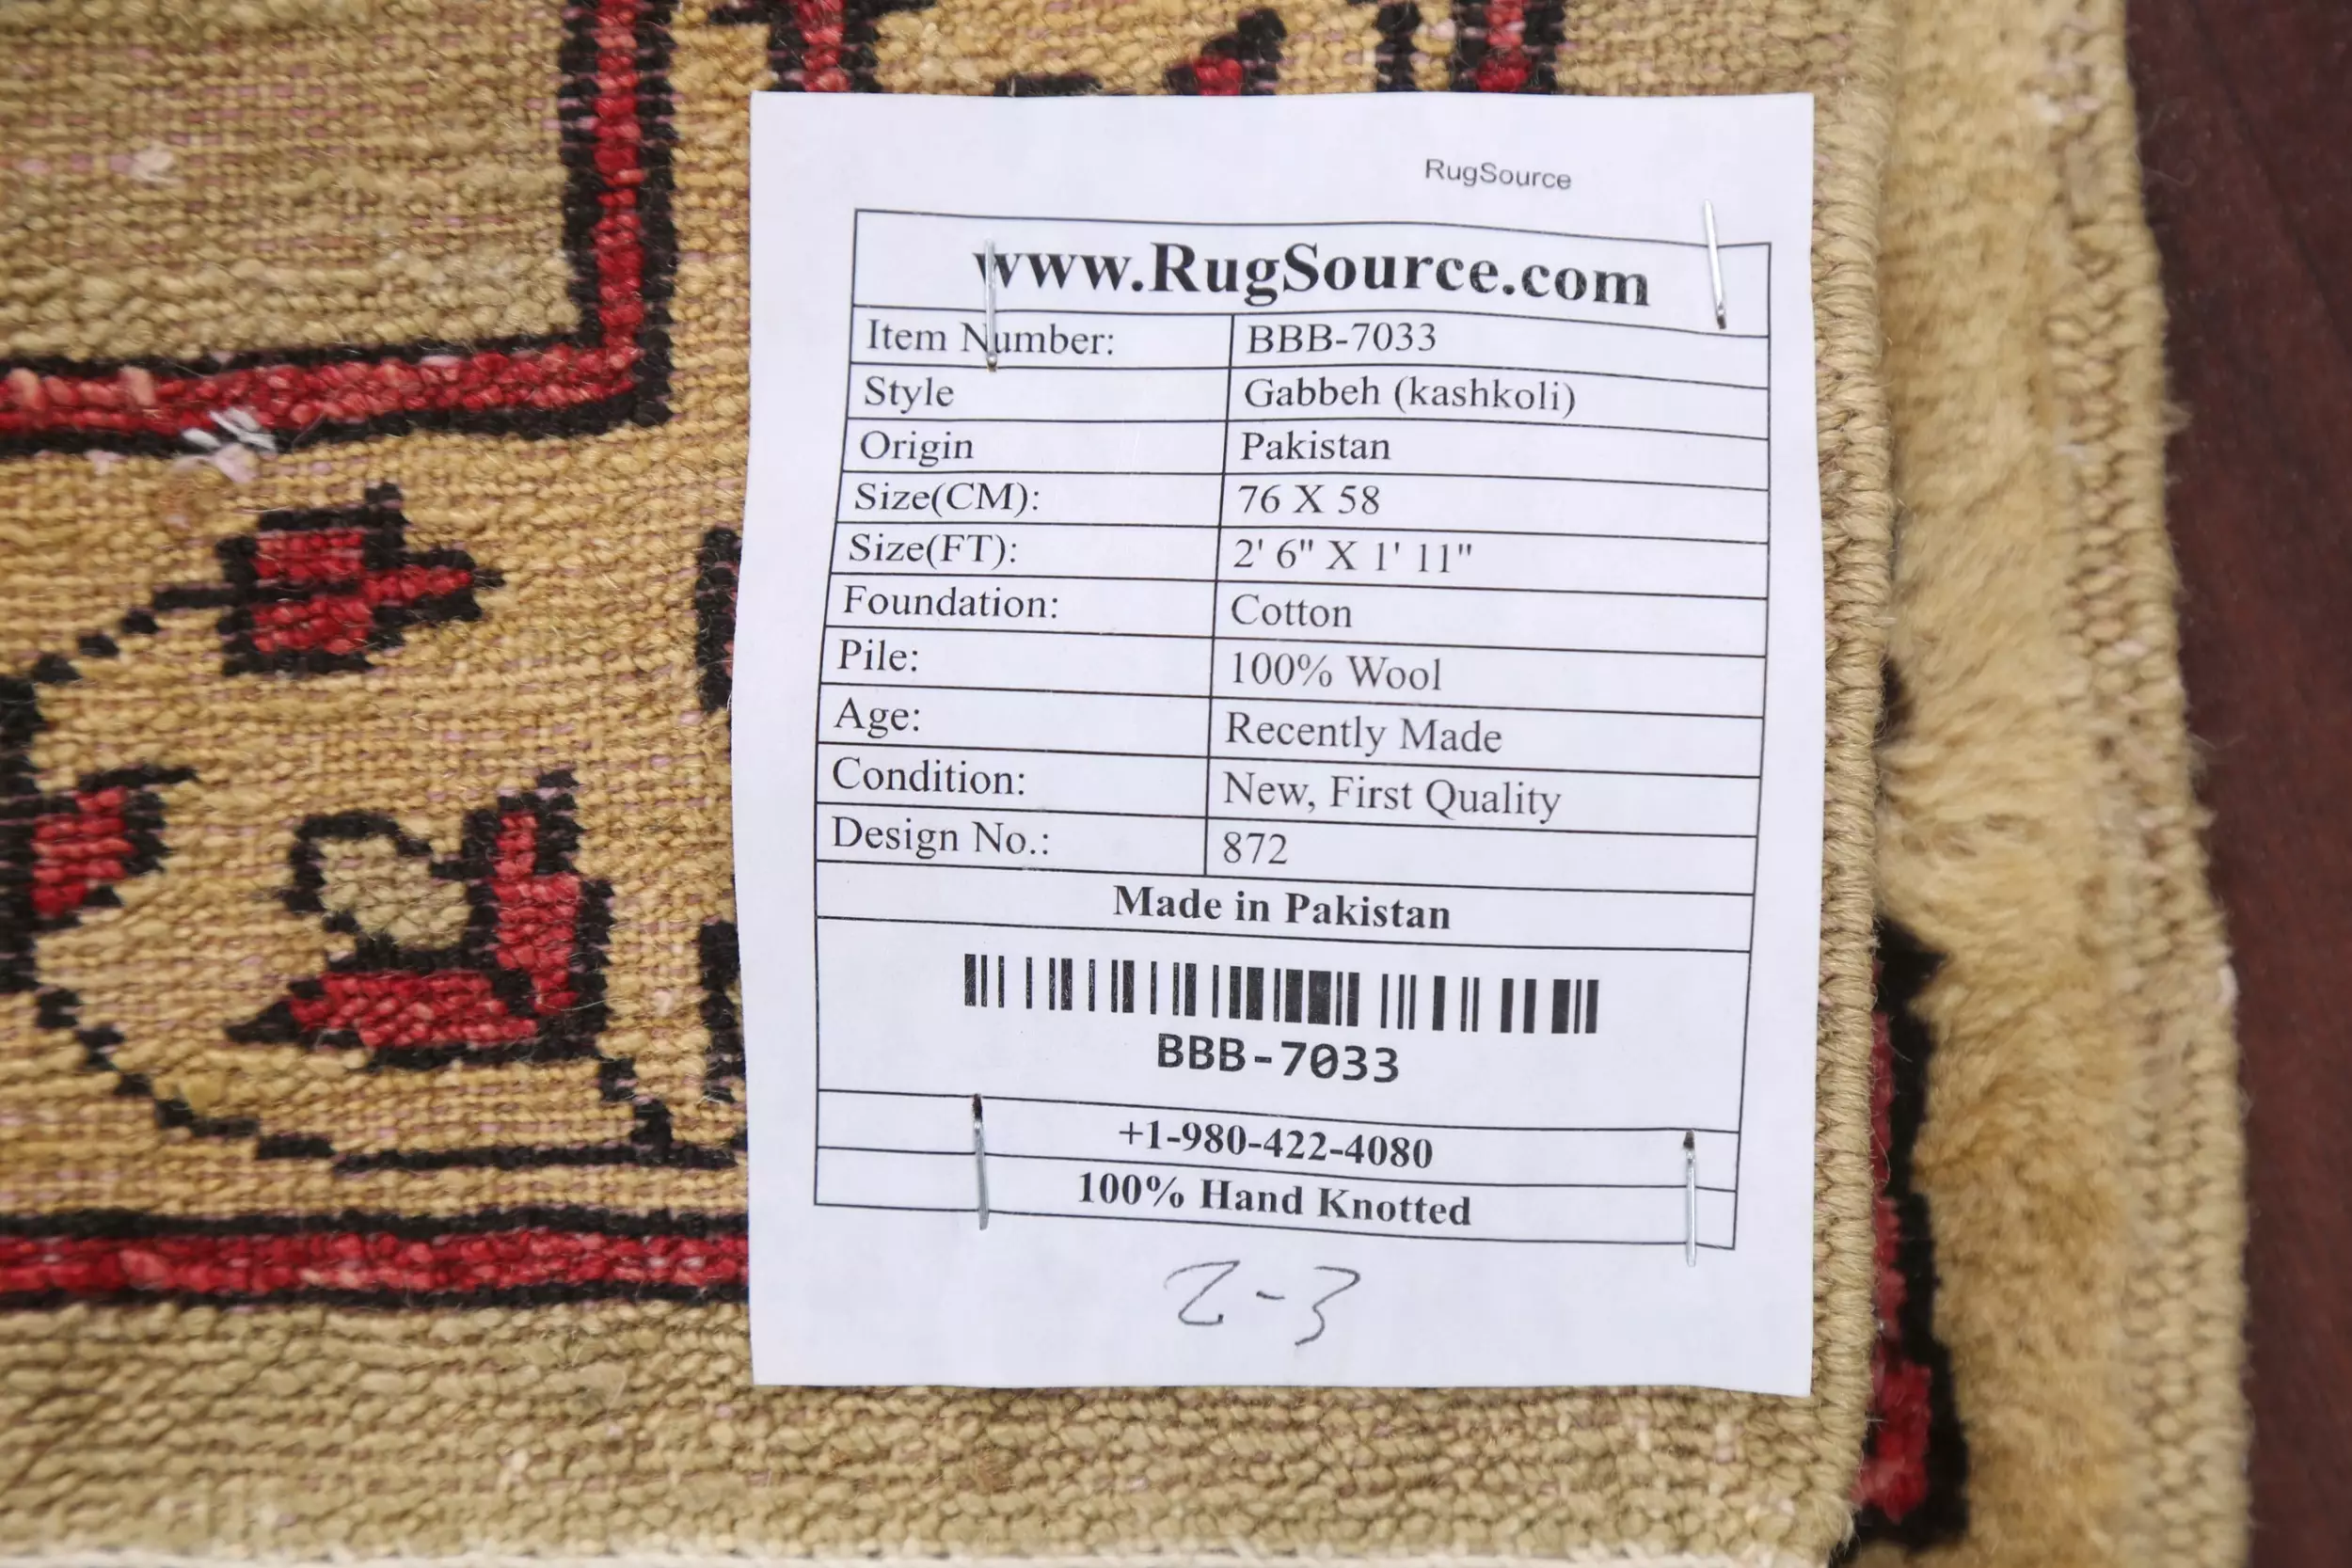 RugSource
www.RugSource.com
Item Number: BBB-7033
Style Gabbeh (kashkoli)
Origin Pakistan
Size(CM): 76 X 58
Size(FT): 2' 6" X 1' 11"
Foundation: Cotton
Pile: 100% Wool
Age: Recently Made
Condition: New, First Quality
Design No.: 872
Made in Pakistan
BBB-7033
+1-980-422-4080
100% Hand Knotted
2-3